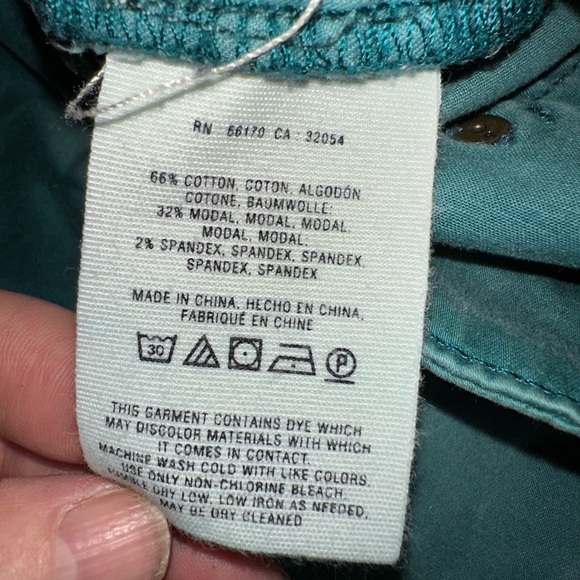 RN 66170 CA : 32054
66% COTTON, COTON, ALGODÓN
COTONE, BAUMWOLLE:
32% MODAL, MODAL, MODAL,
MODAL, MODAL:
2% SPANDEX, SPANDEX, SPANDEX,
SPANDEX, SPANDEX
MADE IN CHINA, HECHO EN CHINA,
FABRIQUÉ EN CHINE
30 P
THIS GARMENT CONTAINS DYE WHICH
MAY DISCOLOR MATERIALS WITH WHICH
IT COMES IN CONTACT.
MACHINE WASH COLD WITH LIKE COLORS,
USE ONLY NON-CHLORINE BLEACH,
TUMBLE DRY LOW, LOW IRON AS NEEDED,
MAY BE DRY CLEANED